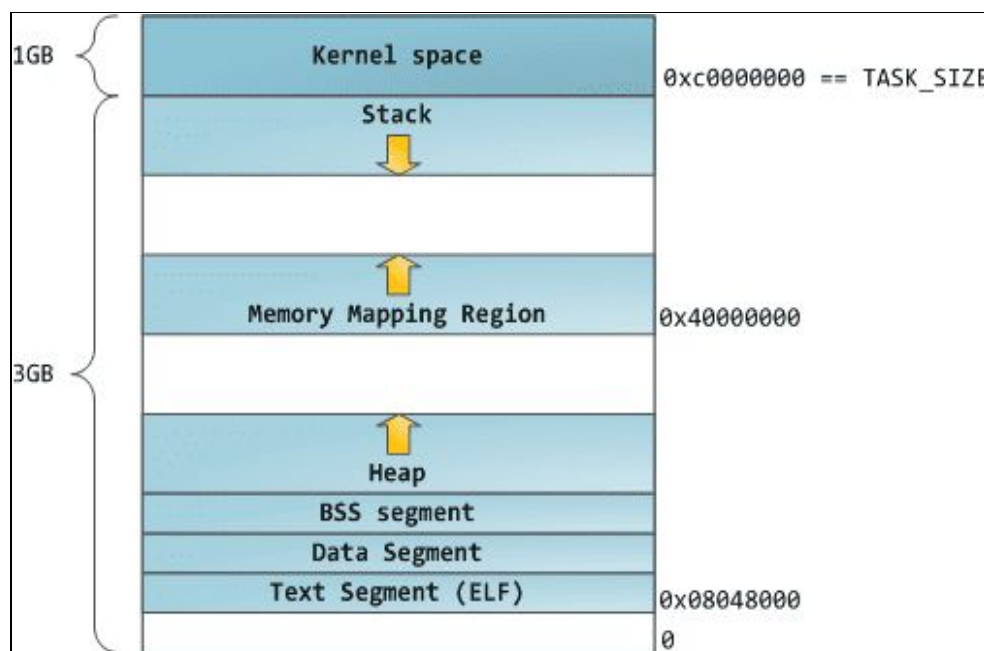 1GB
Kernel space
0xc0000000 == TASK_SIZE
Stack
Memory Mapping Region
0x40000000
3GB
Heap
BSS segment
Data Segment
Text Segment (ELF)
0x08048000
0